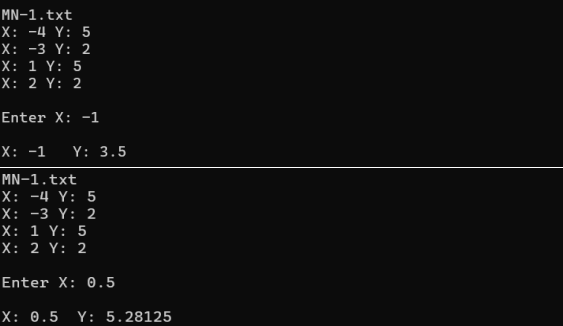 MN-1.txt
X: -4 Y: 5
X: -3 Y: 2
X: 1 Y: 5
X: 2 Y: 2
Enter X: -1
X: -1   Y: 3.5
MN-1.txt
X: -4 Y: 5
X: -3 Y: 2
X: 1 Y: 5
X: 2 Y: 2
Enter X: 0.5
X: 0.5  Y: 5.28125